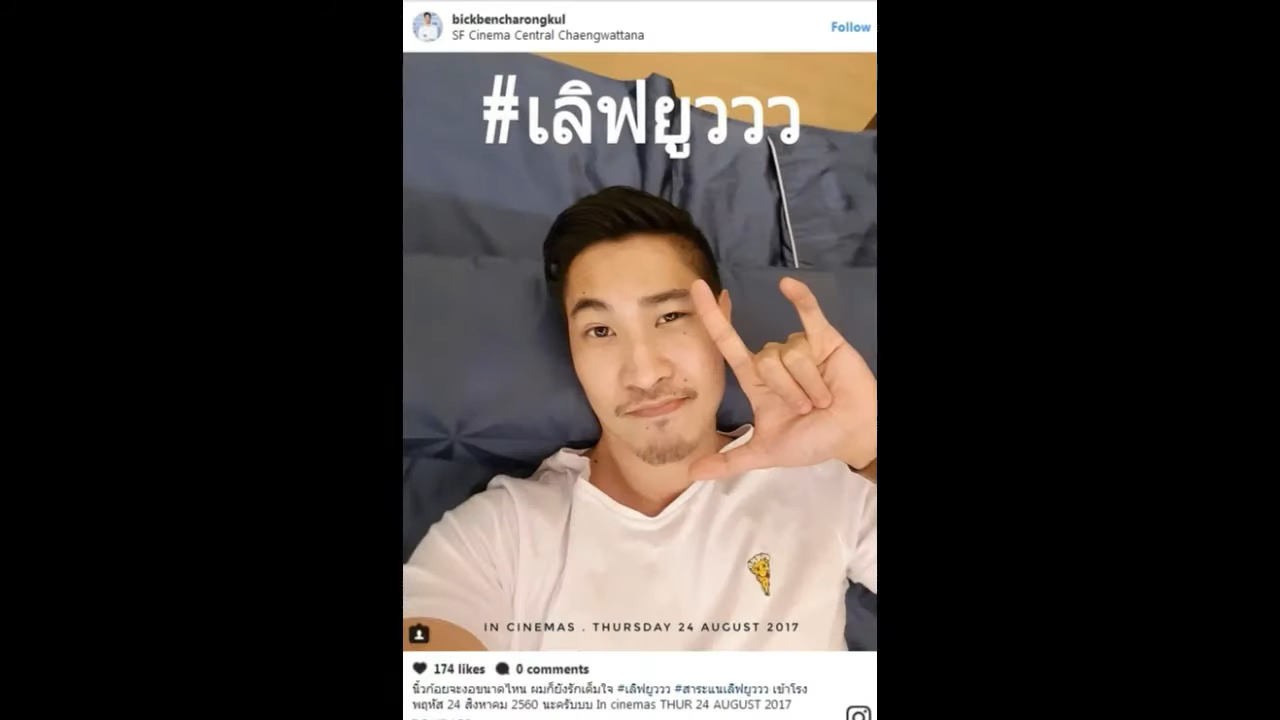 bickbencharongkul
SF Cinema Central Chaengwattana
Follow
#เลิฟยูววว
IN CINEMAS . THURSDAY 24 AUGUST 2017
174 likes 0 comments
นิ้วก้อยจะงอขนาดไหน ผมก็ยังรักเต็มใจ #เลิฟยูววว #สาระแนเลิฟยูววว เข้าโรง
พฤหัส 24 สิงหาคม 2560 นะครับบบ In cinemas THUR 24 AUGUST 2017